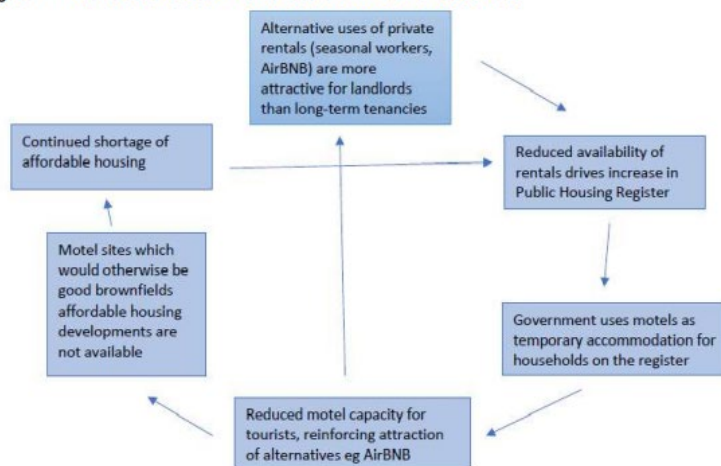 Alternative uses of private
rentals (seasonal workers,
AirBNB) are more
attractive for landlords
than long-term tenancies
Continued shortage of
affordable housing
Reduced availability of
rentals drives increase in
Public Housing Register
Motel sites which
would otherwise be
good brownfields
affordable housing
developments are
not available
Government uses motels as
temporary accommodation for
households on the register
Reduced motel capacity for
tourists, reinforcing attraction
of alternatives eg AirBNB